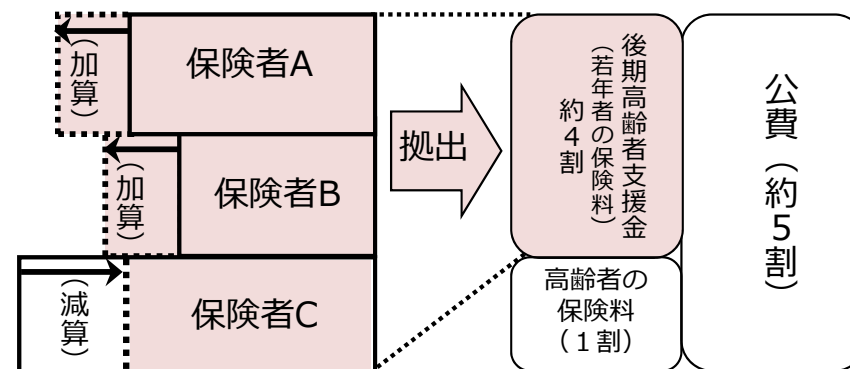 保険者A
（加算）
保険者B
（加算）
保険者C
（減算）
拠出
後期高齢者支援金
（若年者の保険料）
約４割
高齢者の
保険料
（１割）
公費（約５割）